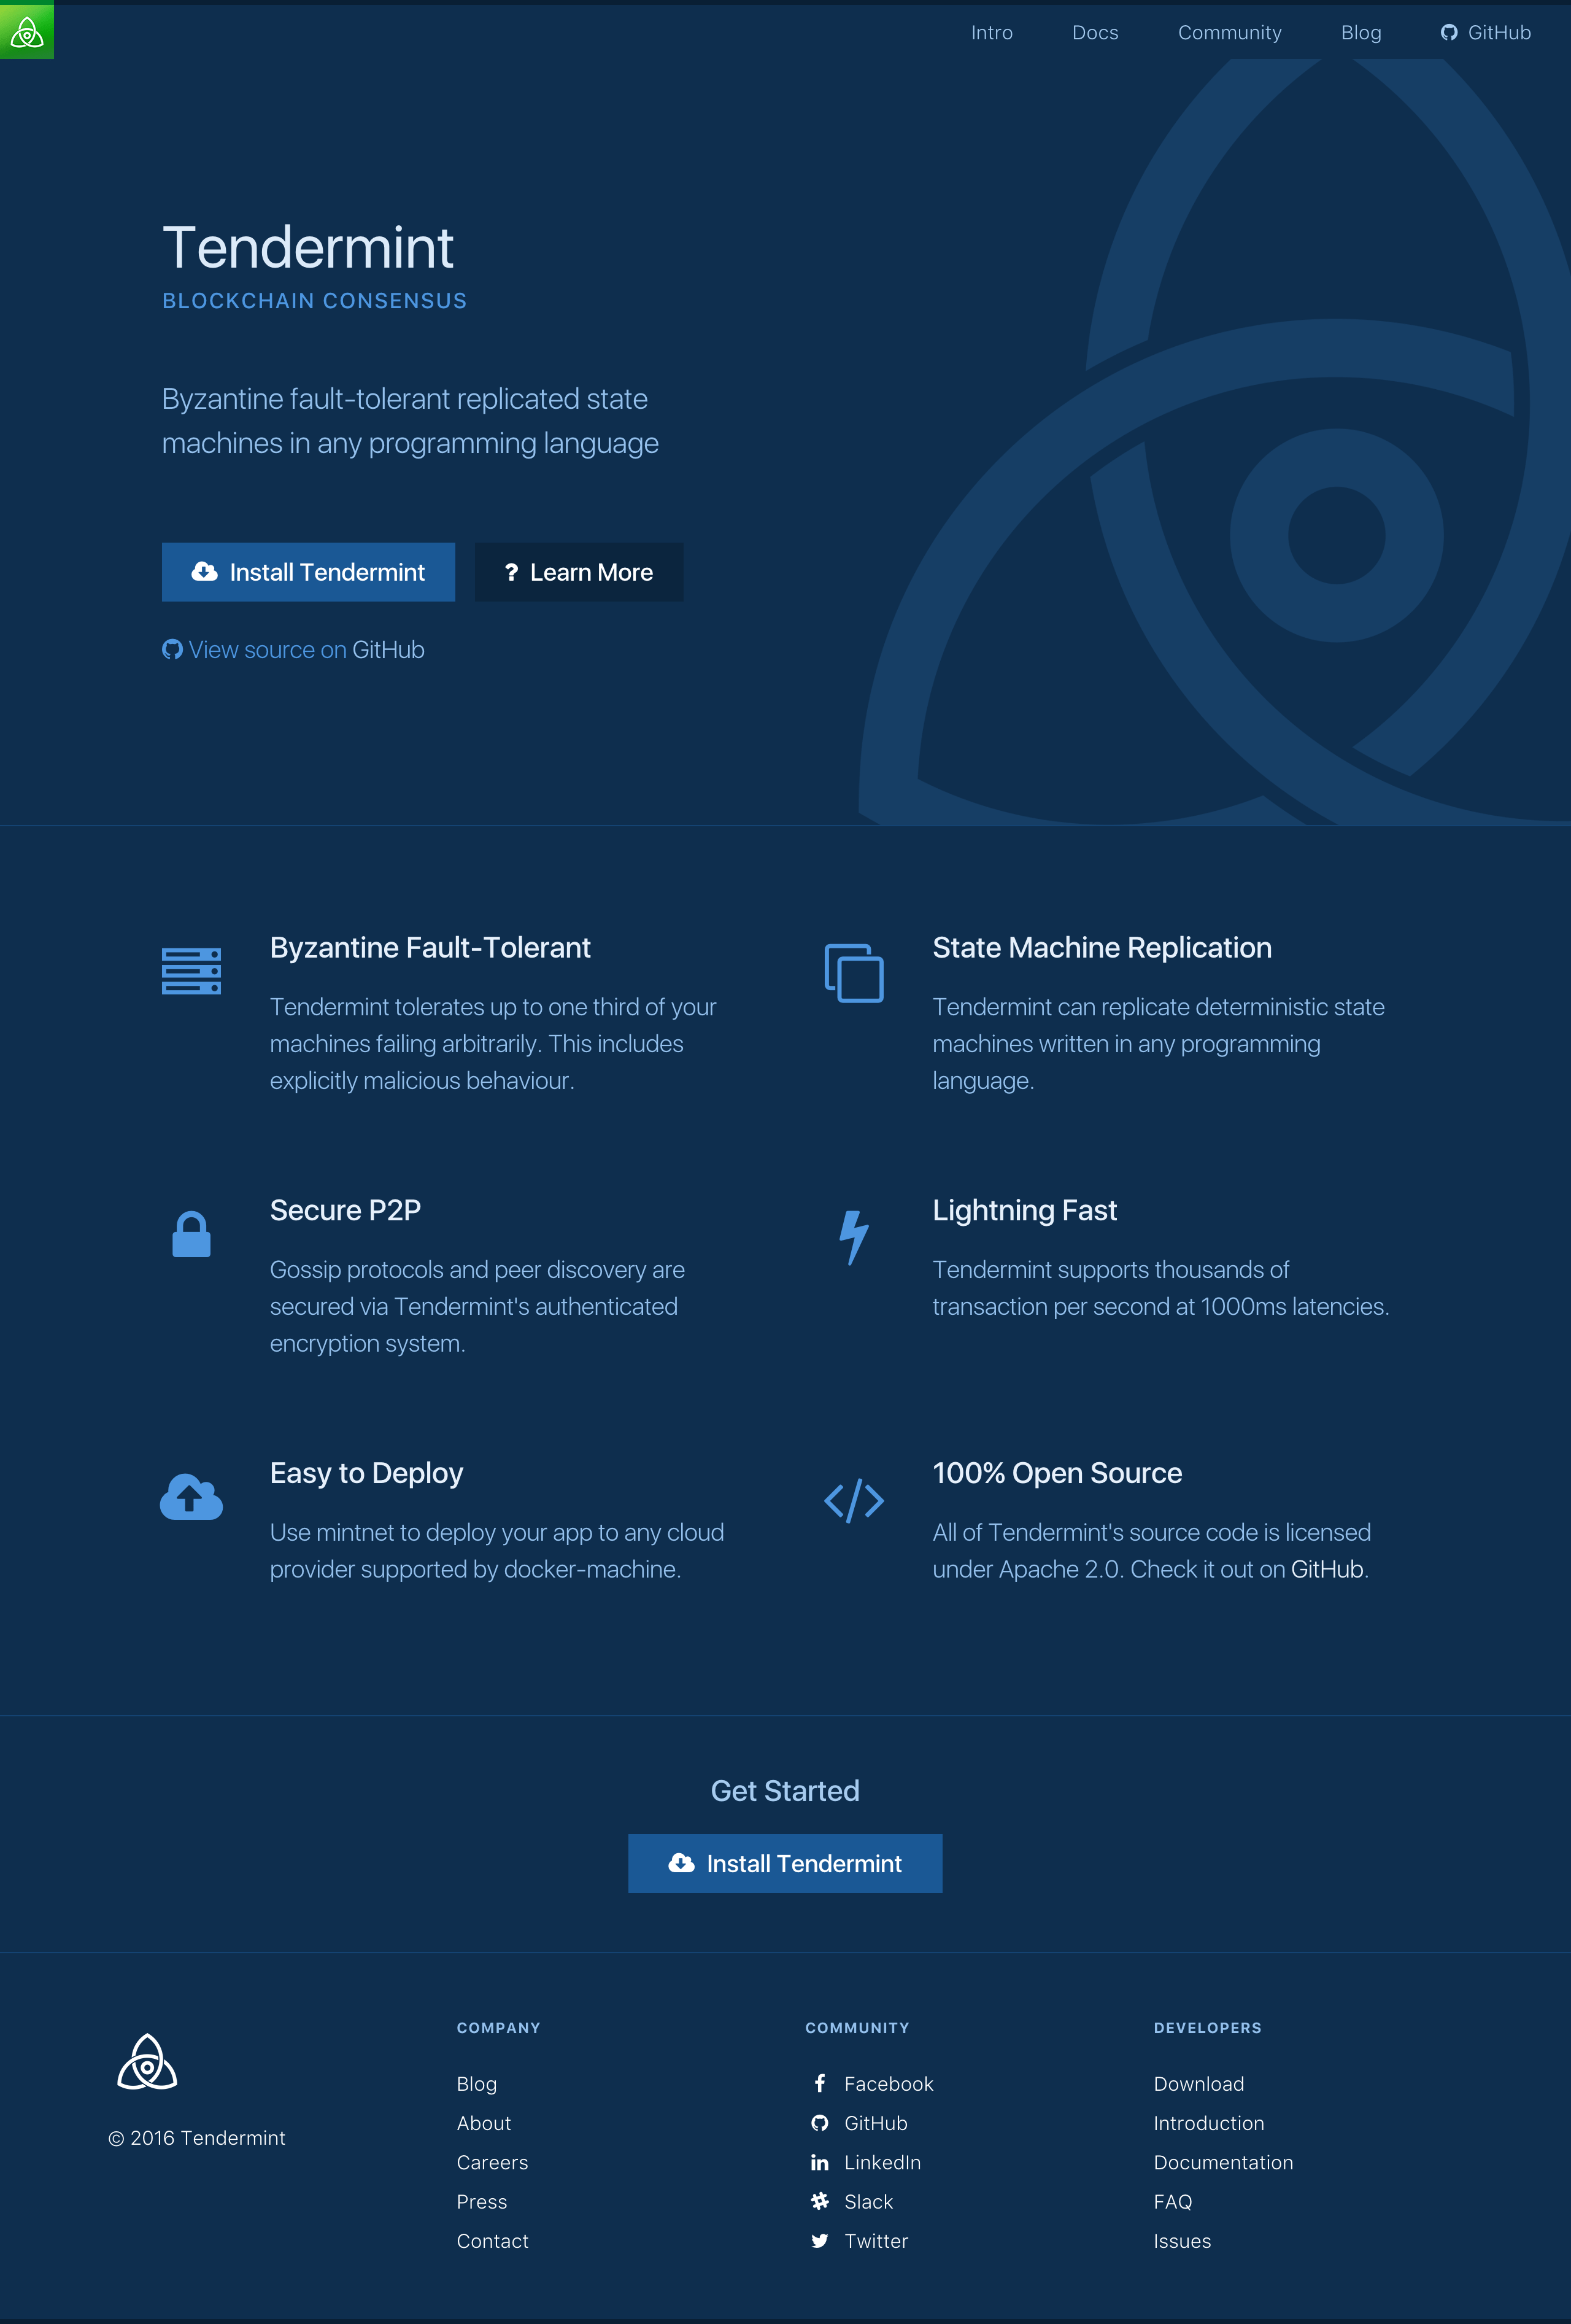 Intro
Docs
Community
Blog
GitHub
Tendermint
BLOCKCHAIN CONSENSUS
Byzantine fault-tolerant replicated state
machines in any programming language
Install Tendermint
? Learn More
View source on GitHub
Byzantine Fault-Tolerant
Tendermint tolerates up to one third of your
machines failing arbitrarily. This includes
explicitly malicious behaviour.
State Machine Replication
Tendermint can replicate deterministic state
machines written in any programming
language.
Secure P2P
Gossip protocols and peer discovery are
secured via Tendermint's authenticated
encryption system.
Lightning Fast
Tendermint supports thousands of
transaction per second at 1000ms latencies.
Easy to Deploy
Use mintnet to deploy your app to any cloud
provider supported by docker-machine.
100% Open Source
All of Tendermint's source code is licensed
under Apache 2.0. Check it out on GitHub.
Get Started
Install Tendermint
© 2016 Tendermint
COMPANY
Blog
About
Careers
Press
Contact
COMMUNITY
Facebook
GitHub
LinkedIn
Slack
Twitter
DEVELOPERS
Download
Introduction
Documentation
FAQ
Issues